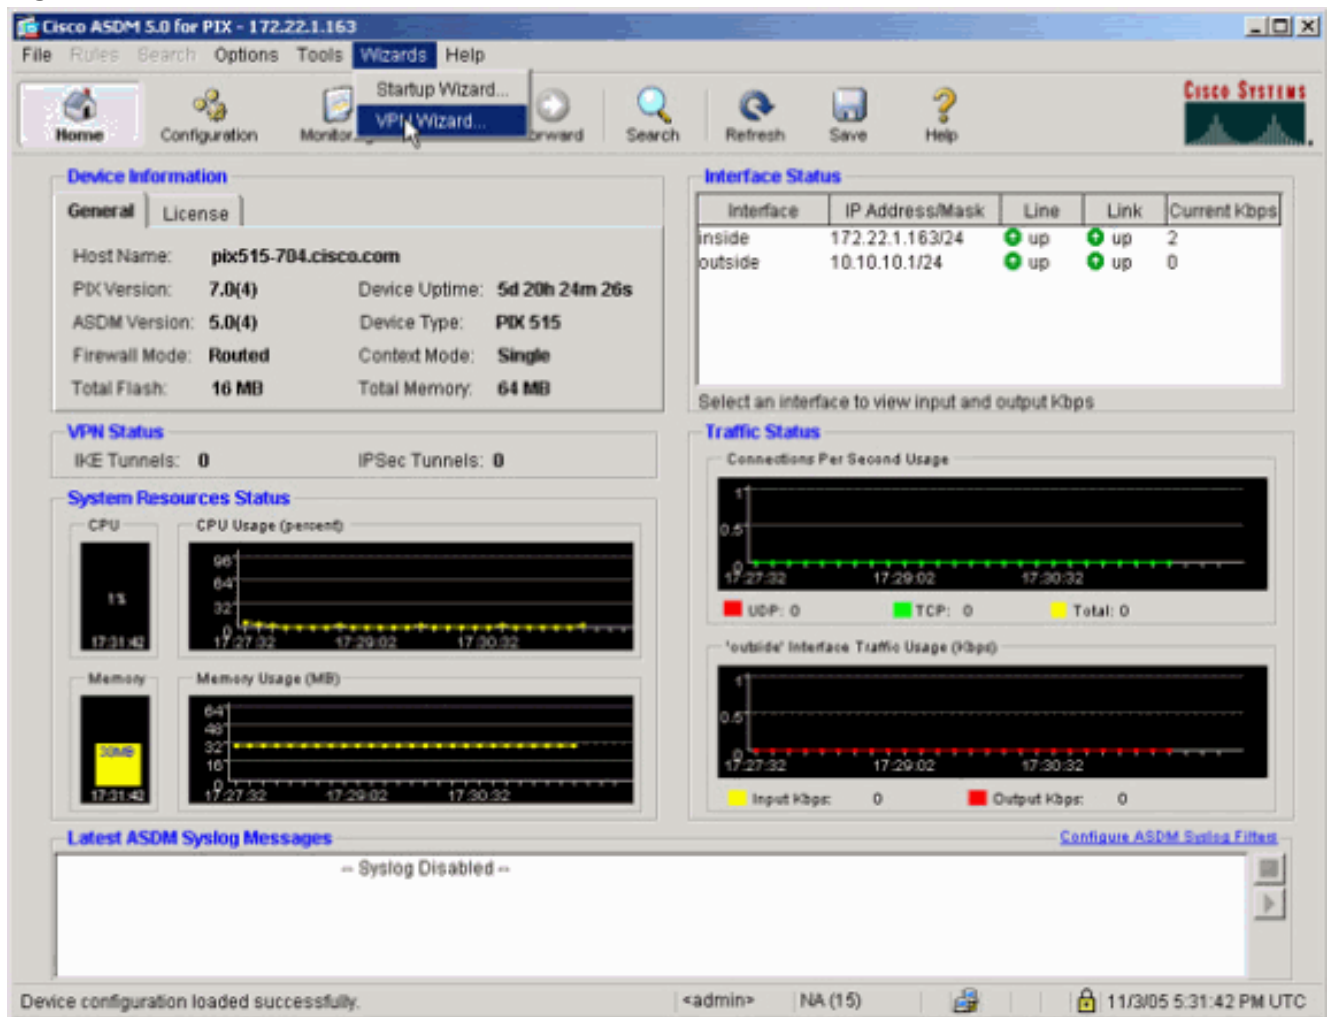 Cisco ASDM 5.0 for PIX - 172.22.1.163
File Rules Search Options Tools Wizards Help
Startup Wizard...
VPN Wizard...
Home Configuration Search Refresh Save Help
Cisco Systems
Device Information
General License
Host Name: pix515-704.cisco.com
PIX Version: 7.0(4) Device Uptime: 5d 20h 24m 26s
ASDM Version: 5.0(4) Device Type: PIX 515
Firewall Mode: Routed Context Mode: Single
Total Flash: 16 MB Total Memory: 64 MB
Interface Status
Interface IP Address/Mask Line Link Current Kbps
inside 172.22.1.163/24 up up 2
outside 10.10.10.1/24 up up 0
Select an interface to view input and output Kbps
VPN Status
IKE Tunnels: 0 IPSec Tunnels: 0
System Resources Status
CPU
1%
17:31:42
CPU Usage (percent)
96
64
32
0
17:27:32 17:29:02 17:30:32
Memory
17:31:42
Memory Usage (MB)
64
48
32
16
0
17:27:32 17:29:02 17:30:32
Traffic Status
Connections Per Second Usage
1
0.5
0
17:27:32 17:29:02 17:30:32
UDP: 0 TCP: 0 Total: 0
'outside' Interface Traffic Usage (Kbps)
1
0.5
0
17:27:32 17:29:02 17:30:32
Input Kbps: 0 Output Kbps: 0
Latest ASDM Syslog Messages Configure ASDM Syslog Filters
-- Syslog Disabled --
Device configuration loaded successfully. <admin> NA (15) 11/3/05 5:31:42 PM UTC